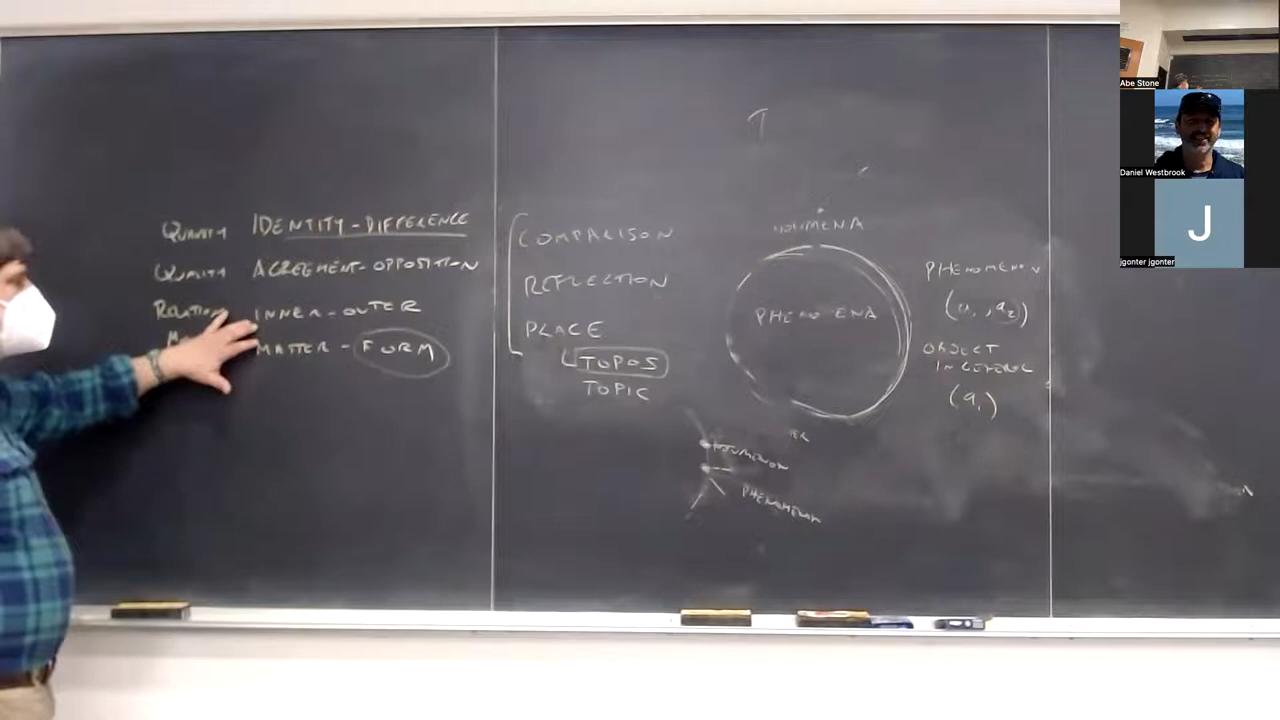 QUANTITY IDENTITY - DIFFERENCE
QUALITY AGREEMENT - OPPOSITION
RELATION INNER - OUTER
MATTER - FORM
COMPARISON
REFLECTION
PLACE
TOPOS
TOPIC
NOUMENA
PHENOMENA
NOUMENON
PHENOMENON
PHENOMENON
(a₁, a₂)
OBJECT
IN GENERAL
(a₁)
Abe Stone
Daniel Westbrook
J
jgonter jgonter